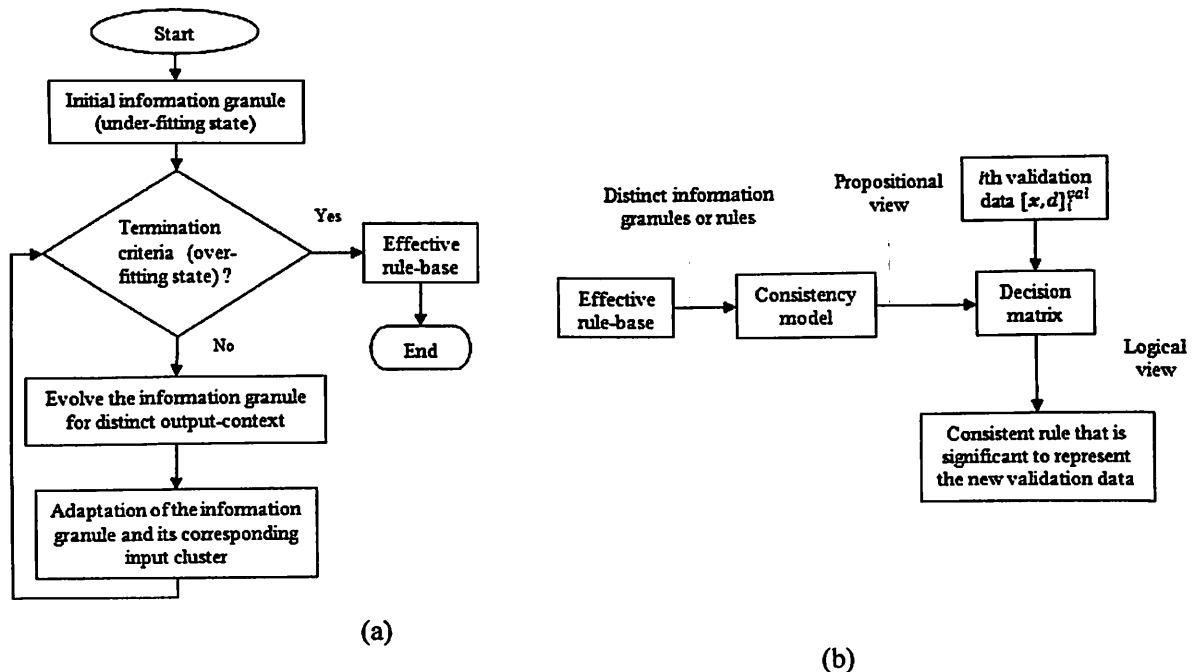 Start
Initial information granule
(under-fitting state)
Termination
criteria (over-
fitting state) ?
Yes
Effective
rule-base
End
No
Evolve the information granule
for distinct output-context
Adaptation of the information
granule and its corresponding
input cluster
(a)
Distinct information
granules or rules
Propositional
view
ith validation
data [x, d]_i^val
Effective
rule-base
Consistency
model
Decision
matrix
Logical
view
Consistent rule that is
significant to represent
the new validation data
(b)